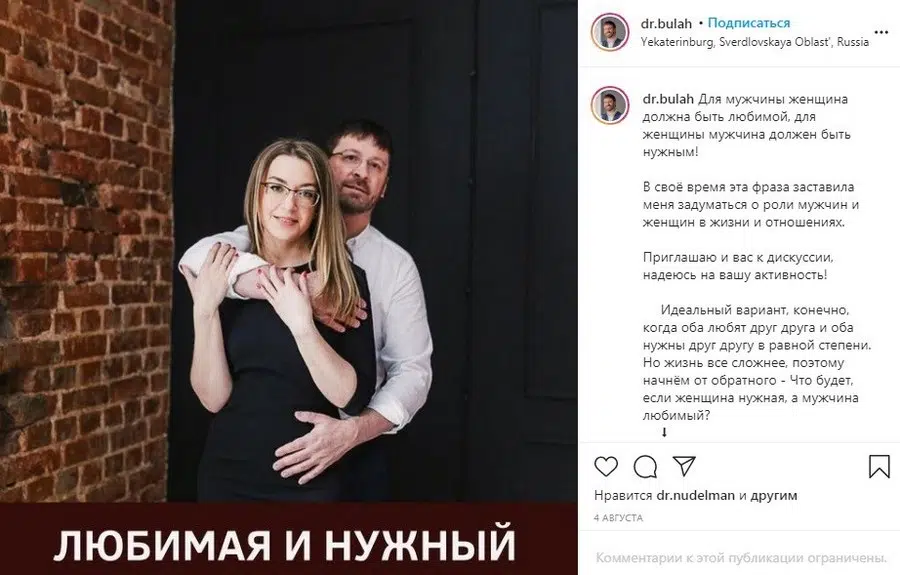 ЛЮБИМАЯ И НУЖНЫЙ
dr.bulah • Подписаться
Yekaterinburg, Sverdlovskaya Oblast', Russia
dr.bulah Для мужчины женщина
должна быть любимой, для
женщины мужчина должен быть
нужным!
В своё время эта фраза заставила
меня задуматься о роли мужчин и
женщин в жизни и отношениях.
Приглашаю и вас к дискуссии,
надеюсь на вашу активность!
Идеальный вариант, конечно,
когда оба любят друг друга и оба
нужны друг другу в равной степени.
Но жизнь все сложнее, поэтому
начнём от обратного - Что будет,
если женщина нужная, а мужчина
любимый?
Нравится dr.nudelman и другим
4 АВГУСТА
Комментарии к этой публикации ограничены.